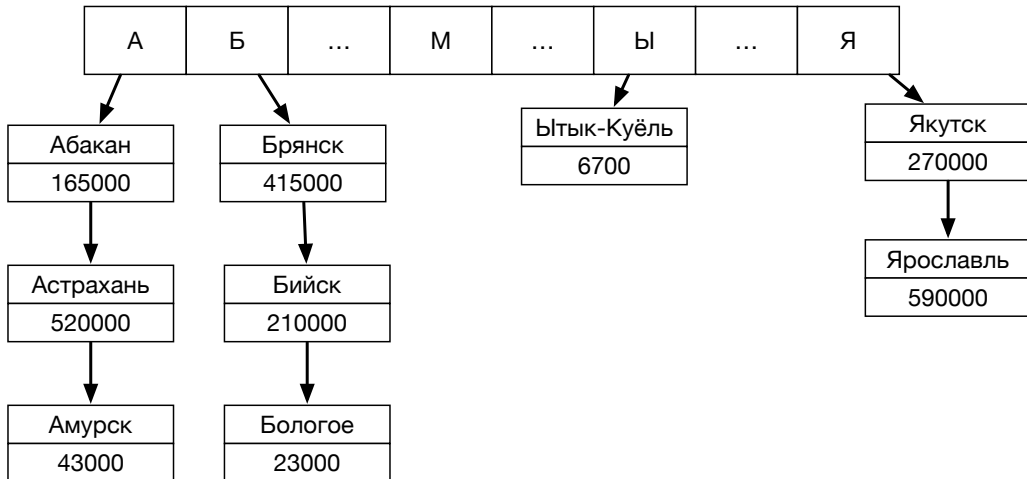 А Б ... М ... Ы ... Я
Абакан
165000
Астрахань
520000
Амурск
43000
Брянск
415000
Бийск
210000
Бологое
23000
Ытык-Куёль
6700
Якутск
270000
Ярославль
590000